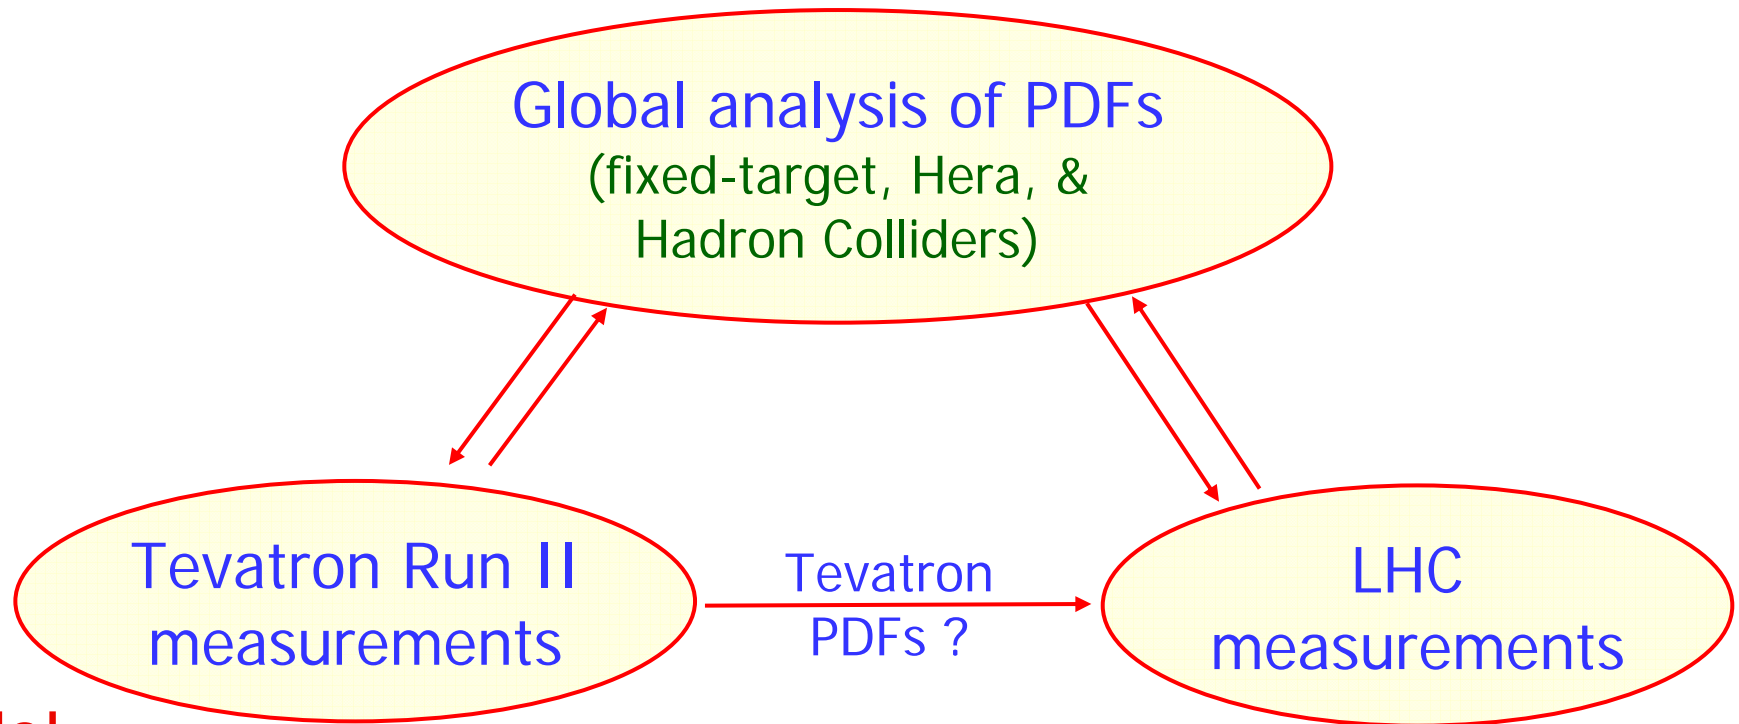 Global analysis of PDFs
(fixed-target, Hera, &
Hadron Colliders)
Tevatron Run II
measurements
Tevatron
PDFs ?
LHC
measurements